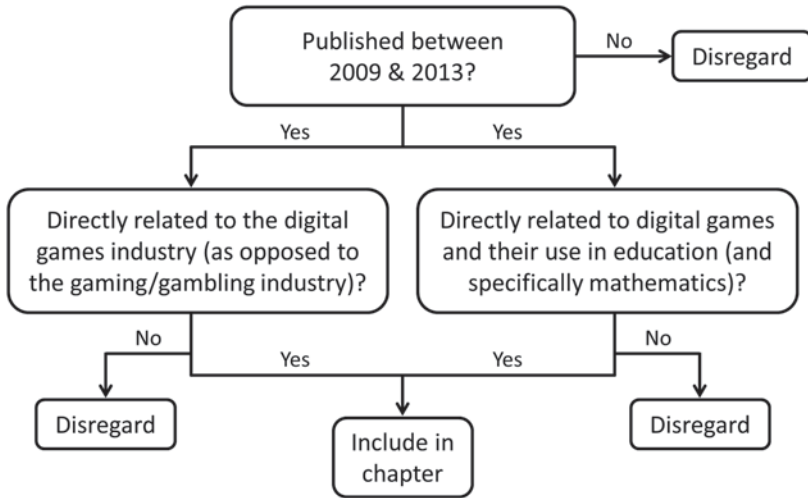 Published between
2009 & 2013?
No
Disregard
Yes
Yes
Directly related to the digital
games industry (as opposed to
the gaming/gambling industry)?
Directly related to digital games
and their use in education (and
specifically mathematics)?
No
Yes
Yes
No
Disregard
Include in
chapter
Disregard